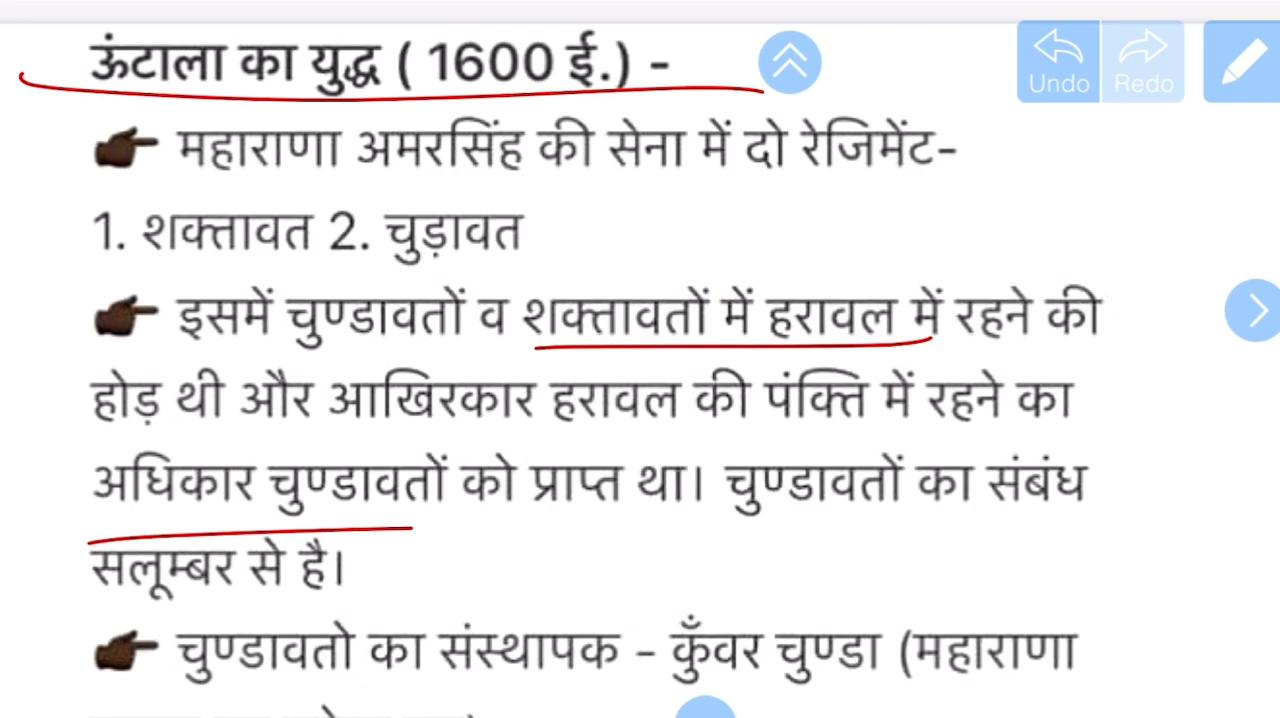 ऊंटाला का युद्ध ( 1600 ई.) -
Undo Redo
महाराणा अमरसिंह की सेना में दो रेजिमेंट-
1. शक्तावत 2. चुड़ावत
इसमें चुण्डावतों व शक्तावतों में हरावल में रहने की
होड़ थी और आखिरकार हरावल की पंक्ति में रहने का
अधिकार चुण्डावतों को प्राप्त था। चुण्डावतों का संबंध
सलूम्बर से है।
चुण्डावतो का संस्थापक - कुँवर चुण्डा (महाराणा